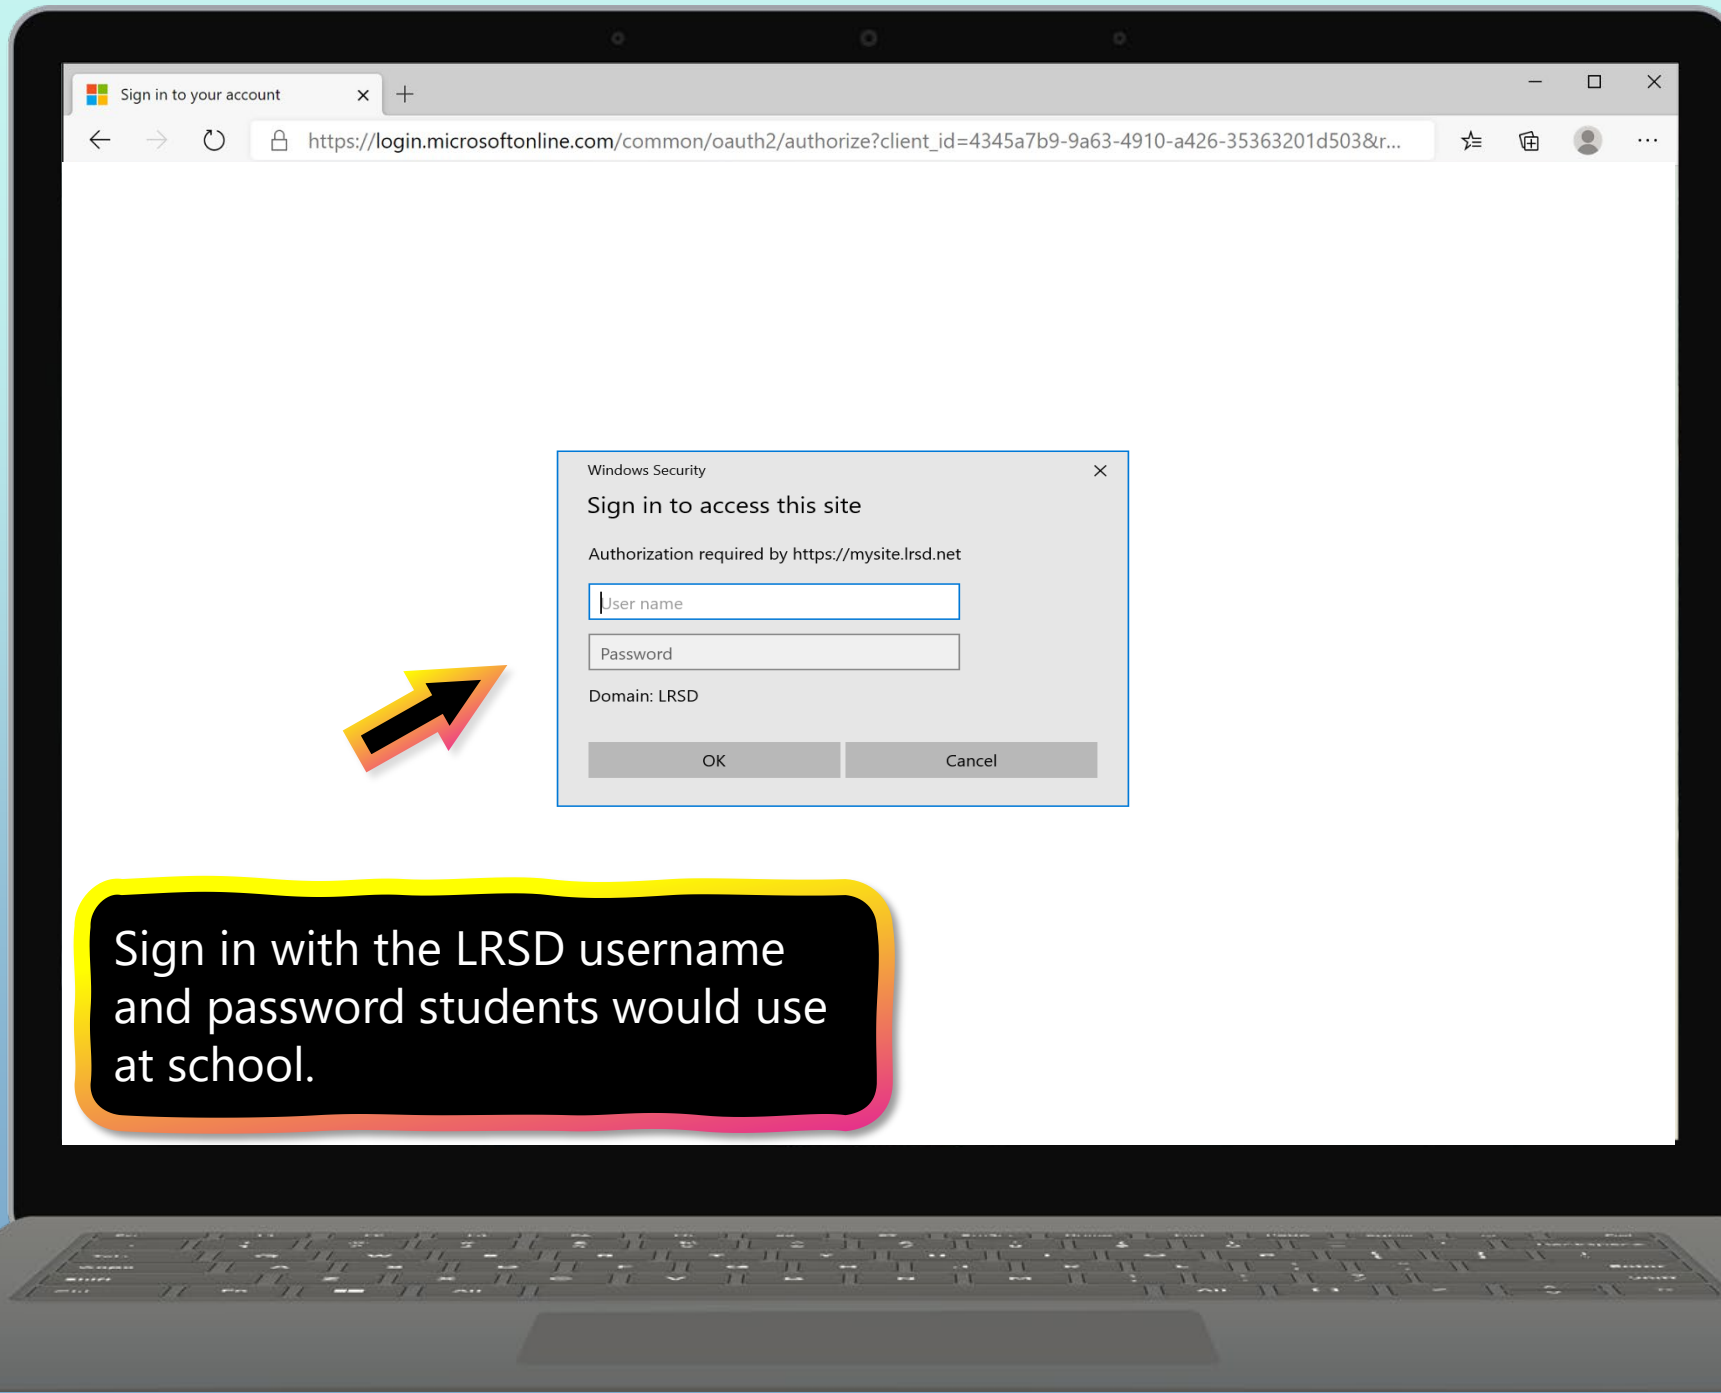 Sign in to your account
https://login.microsoftonline.com/common/oauth2/authorize?client_id=4345a7b9-9a63-4910-a426-35363201d503&r...
Windows Security
Sign in to access this site
Authorization required by https://mysite.lrsd.net
User name
Password
Domain: LRSD
OK Cancel
Sign in with the LRSD username
and password students would use
at school.